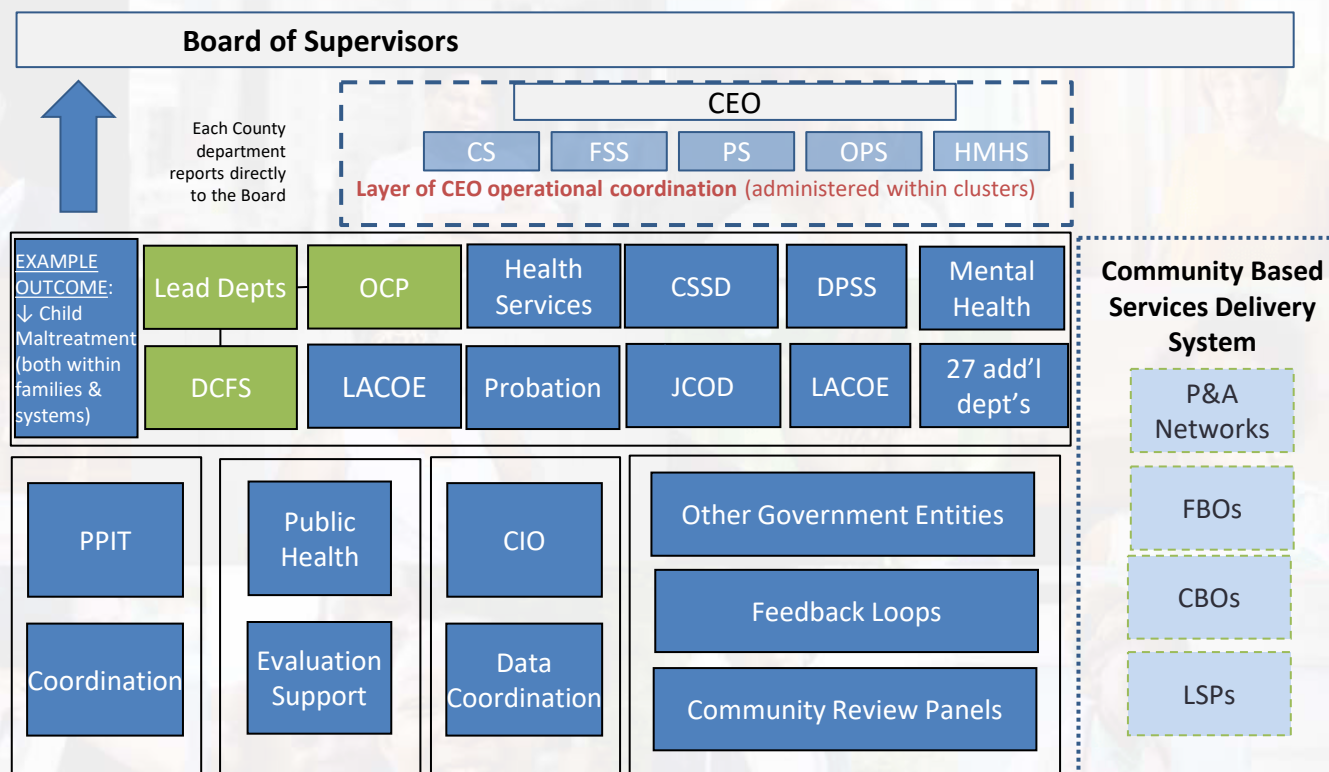 Board of Supervisors
Each County
department
reports directly
to the Board
CEO
CS
FSS
PS
OPS
HMHS
Layer of CEO operational coordination (administered within clusters)
EXAMPLE
OUTCOME:
↓ Child
Maltreatment
(both within
families &
systems)
Lead Depts
OCP
Health
Services
CSSD
DPSS
Mental
Health
DCFS
LACOE
Probation
JCOD
LACOE
27 add'l
dept's
Community Based
Services Delivery
System
P&A
Networks
FBOs
CBOs
LSPs
PPIT
Coordination
Public
Health
Evaluation
Support
CIO
Data
Coordination
Other Government Entities
Feedback Loops
Community Review Panels